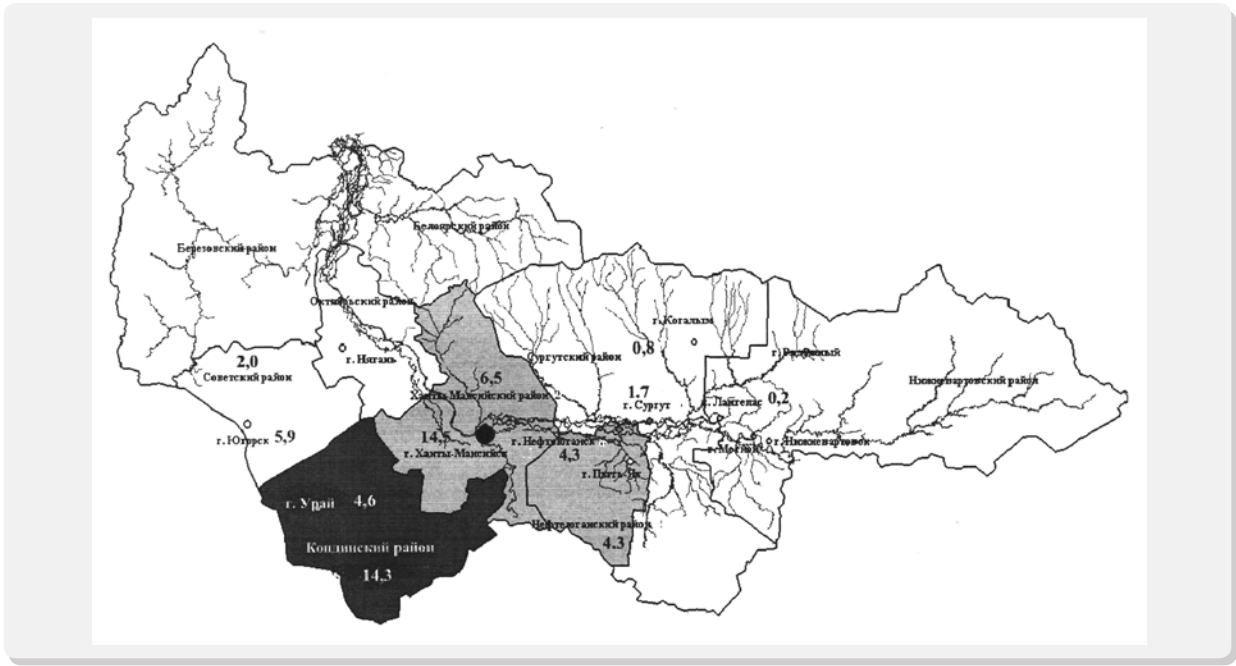 Белоярский район
Березовский район
Октябрьский район
г. Когалым
г. Нягань
0,8
Сургутский район
2,0
Советский район
6,5
Ханты-Мансийский район
Нижневартовский район
1.7
г. Сургут
г. Лангепас
0,2
5,9
г. Югорск
г. Нефтеюганск
г. Нижневартовск
г. Ханты-Мансийск
4,3
г. Пыть-Ях
г. Урай
4,6
Нефтеюганский район
4.3
Кондинский район
14,3